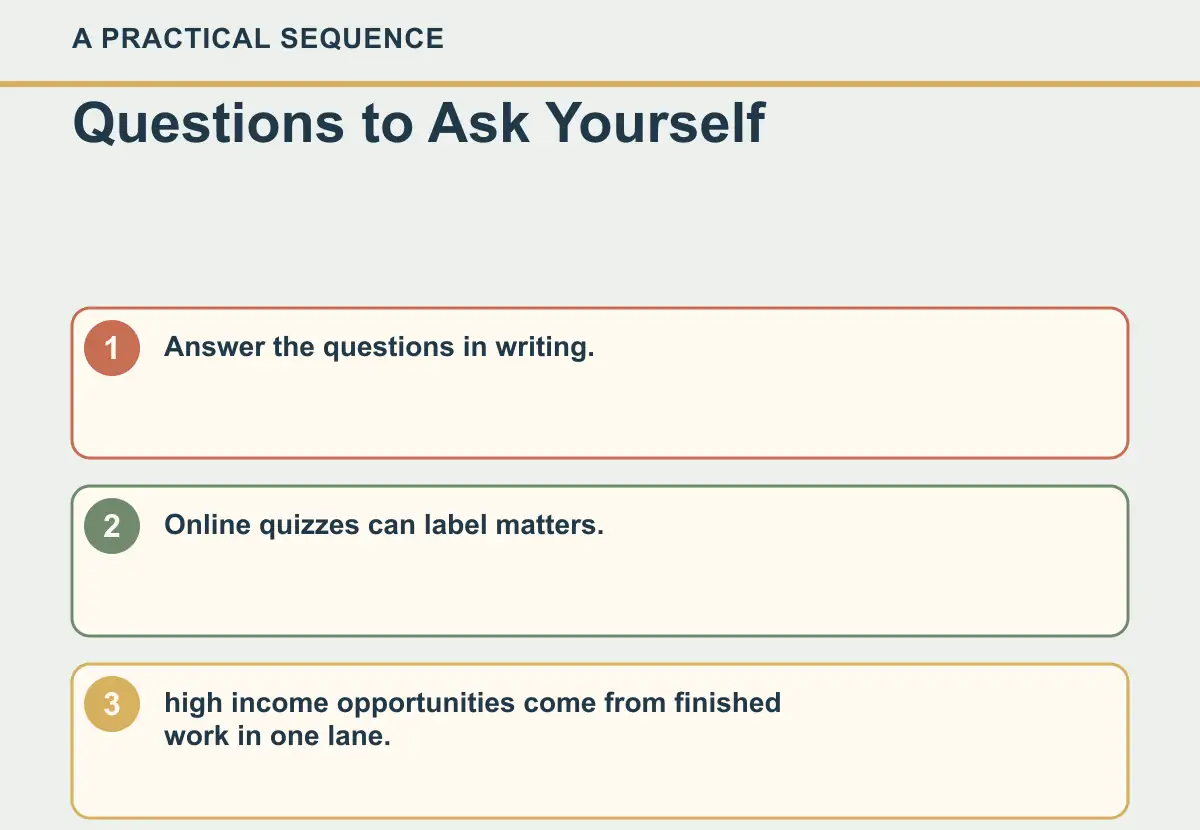 A PRACTICAL SEQUENCE
Questions to Ask Yourself
1
Answer the questions in writing.
2
Online quizzes can label matters.
3
high income opportunities come from finished
work in one lane.